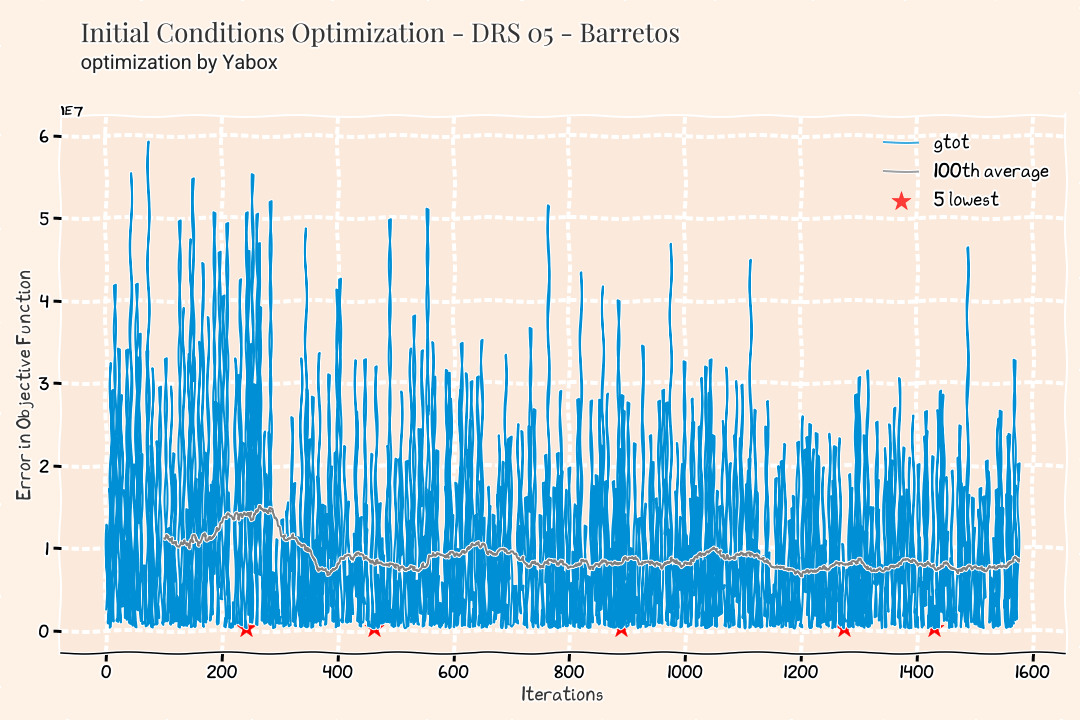 Initial Conditions Optimization - DRS 05 - Barretos
optimization by Yabox
1E7
6
5
4
3
2
1
0
Error in Objective Function
gtot
100th average
5 lowest
0 200 400 600 800 1000 1200 1400 1600
Iterations